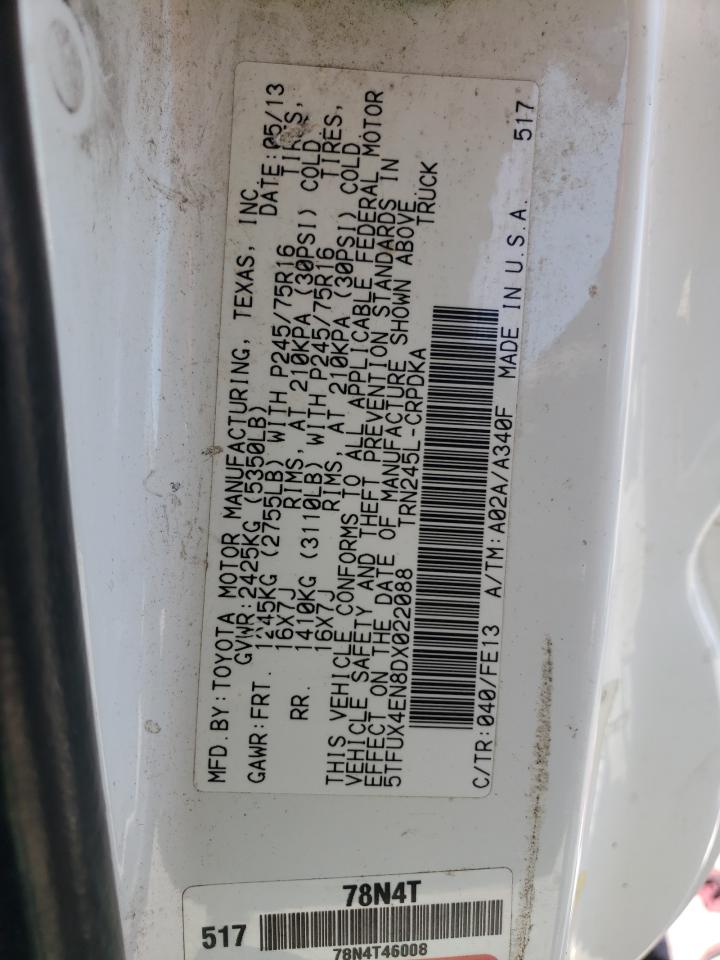 MFD.BY:TOYOTA MOTOR MANUFACTURING, TEXAS, INC.
GVWR:2425KG (5350LB) DATE:05/13
GAWR:FRT. 1245KG (2755LB) WITH P245/75R16 TIRES,
16X7J RIMS, AT 210KPA (30PSI) COLD
RR. 1410KG (3110LB) WITH P245/75R16 TIRES,
16X7J RIMS, AT 210KPA (30PSI) COLD
THIS VEHICLE CONFORMS TO ALL APPLICABLE FEDERAL MOTOR
VEHICLE SAFETY AND THEFT PREVENTION STANDARDS IN
EFFECT ON THE DATE OF MANUFACTURE SHOWN ABOVE.
5TFUX4EN8DX022088 TRN245L-CRPDKA TRUCK
C/TR:040/FE13 A/TM:A02A/A340F MADE IN U.S.A. 517
78N4T
517
78N4T46008